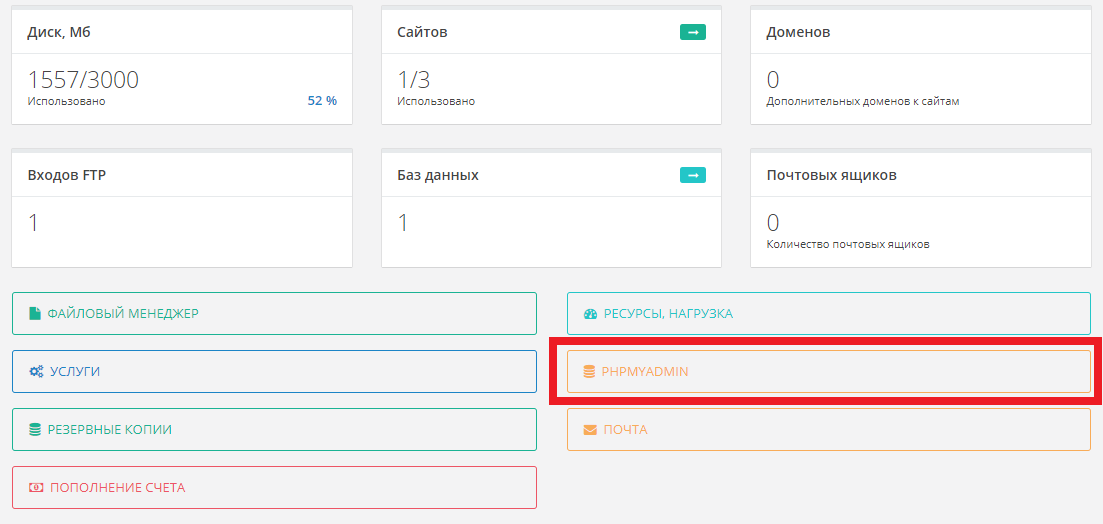 Диск, Мб
1557/3000
Использовано
52 %
Сайтов
1/3
Использовано
Доменов
0
Дополнительных доменов к сайтам
Входов FTP
1
Баз данных
1
Почтовых ящиков
0
Количество почтовых ящиков
ФАЙЛОВЫЙ МЕНЕДЖЕР
РЕСУРСЫ, НАГРУЗКА
УСЛУГИ
PHPMYADMIN
РЕЗЕРВНЫЕ КОПИИ
ПОЧТА
ПОПОЛНЕНИЕ СЧЕТА